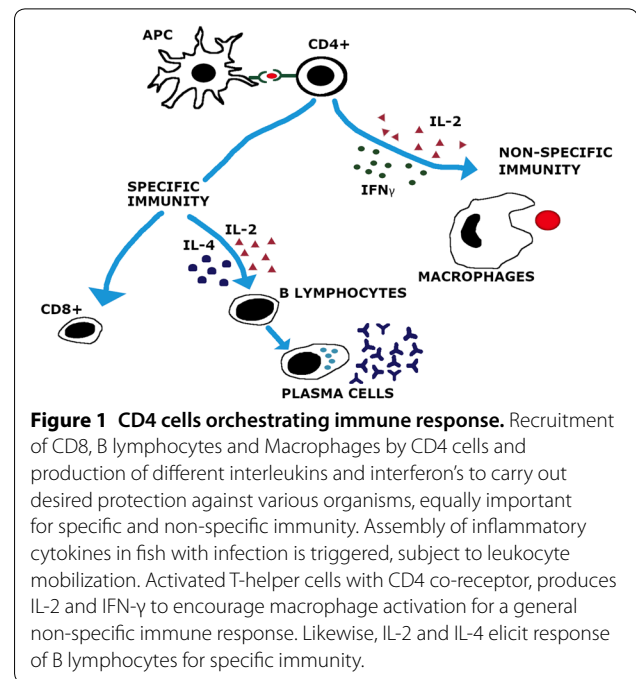 APC
CD4+
IL-2
IFNγ
NON-SPECIFIC
IMMUNITY
SPECIFIC
IMMUNITY
IL-2
IL-4
MACROPHAGES
B LYMPHOCYTES
CD8+
PLASMA CELLS
Figure 1 CD4 cells orchestrating immune response. Recruitment
of CD8, B lymphocytes and Macrophages by CD4 cells and
production of different interleukins and interferon's to carry out
desired protection against various organisms, equally important
for specific and non-specific immunity. Assembly of inflammatory
cytokines in fish with infection is triggered, subject to leukocyte
mobilization. Activated T-helper cells with CD4 co-receptor, produces
IL-2 and IFN-γ to encourage macrophage activation for a general
non-specific immune response. Likewise, IL-2 and IL-4 elicit response
of B lymphocytes for specific immunity.